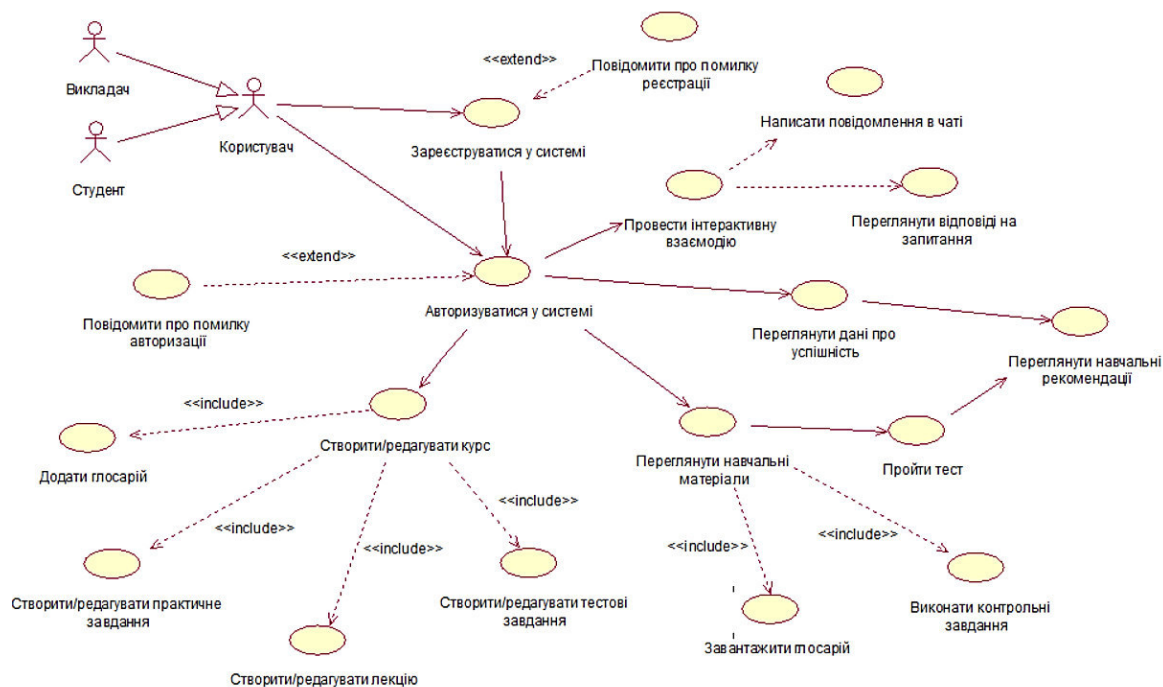 <<extend>>
Повідомити про помилку
реєстрації
Викладач
Написати повідомлення в чаті
Користувач
Зареєструватися у системі
Студент
Провести інтерактивну
взаємодію
Переглянути відповіді на
запитання
<<extend>>
Повідомити про помилку
авторизації
Авторизуватися у системі
Переглянути дані про
успішність
Переглянути навчальні
рекомендації
<<include>>
Додати глосарій
Створити/редагувати курс
Переглянути навчальні
матеріали
Пройти тест
<<include>>
<<include>>
<<include>>
<<include>>
<<include>>
Створити/редагувати практичне
завдання
Створити/редагувати тестові
завдання
Створити/редагувати лекцію
Завантажити глосарій
Виконати контрольні
завдання